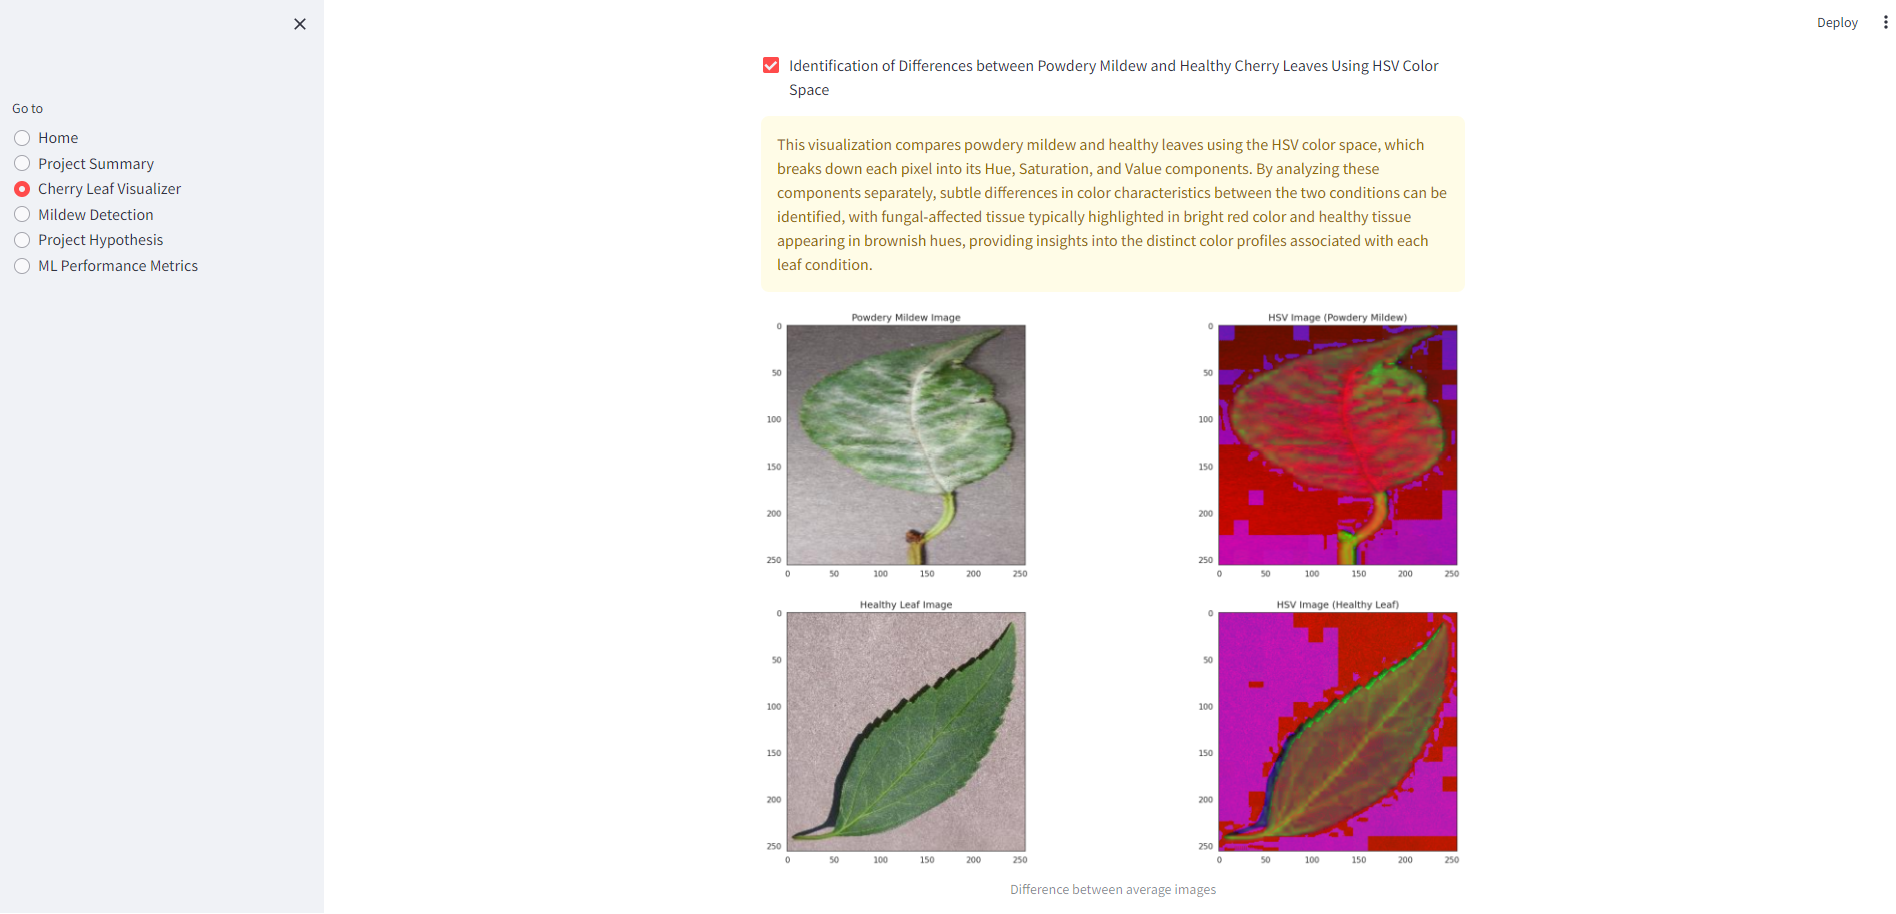 Deploy
Go to
Home
Project Summary
Cherry Leaf Visualizer
Mildew Detection
Project Hypothesis
ML Performance Metrics
Identification of Differences between Powdery Mildew and Healthy Cherry Leaves Using HSV Color
Space
This visualization compares powdery mildew and healthy leaves using the HSV color space, which
breaks down each pixel into its Hue, Saturation, and Value components. By analyzing these
components separately, subtle differences in color characteristics between the two conditions can be
identified, with fungal-affected tissue typically highlighted in bright red color and healthy tissue
appearing in brownish hues, providing insights into the distinct color profiles associated with each
leaf condition.
Powdery Mildew Image
0
50
100
150
200
250
0 50 100 150 200 250
HSV Image (Powdery Mildew)
0
50
100
150
200
250
0 50 100 150 200 250
Healthy Leaf Image
0
50
100
150
200
250
0 50 100 150 200 250
HSV Image (Healthy Leaf)
0
50
100
150
200
250
0 50 100 150 200 250
Difference between average images